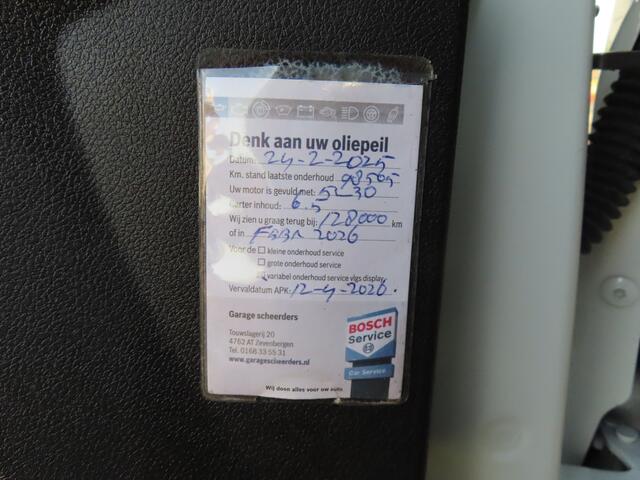 Denk aan uw oliepeil
Datum: 24-2-2025
Km. stand laatste onderhoud 98505
Uw motor is gevuld met: 5-30
Carter inhoud: 6.5
Wij zien u graag terug bij: 128000 km
of in FEBR 2026
Voor de ☐ kleine onderhoud service
☐ grote onderhoud service
variabel onderhoud service vlgs display
Vervaldatum APK: 12-4-2026.
Garage scheerders
Touwslagerij 20
4762 AT Zevenbergen
Tel. 0168 33 55 31
www.garagescheerders.nl
BOSCH
Service
Car Service
Wij doen alles voor uw auto